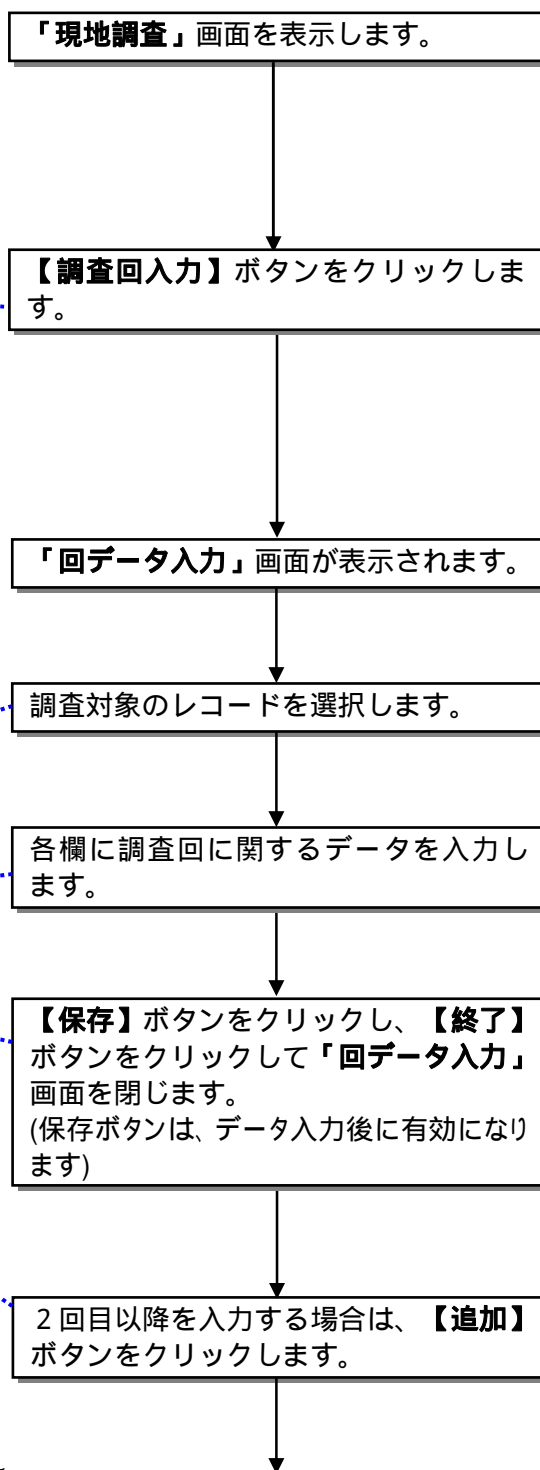 「現地調査」画面を表示します。
【調査回入力】ボタンをクリックしま
す。
「回データ入力」画面が表示されます。
調査対象のレコードを選択します。
各欄に調査回に関するデータを入力し
ます。
【保存】ボタンをクリックし、【終了】
ボタンをクリックして「回データ入力」
画面を閉じます。
(保存ボタンは、データ入力後に有効になり
ます)
２回目以降を入力する場合は、【追加】
ボタンをクリックします。